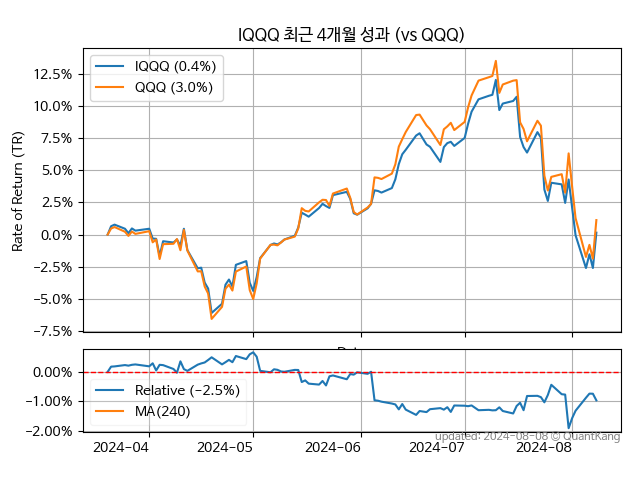 IQQQ 최근 4개월 성과 (vs QQQ)
IQQQ (0.4%)
QQQ (3.0%)
Rate of Return (TR)
12.5%
10.0%
7.5%
5.0%
2.5%
0.0%
−2.5%
−5.0%
−7.5%
0.00%
−1.00%
−2.00%
Relative (−2.5%)
MA(240)
2024-04
2024-05
2024-06
2024-07
2024-08
updated: 2024-08-08 © QuantKang